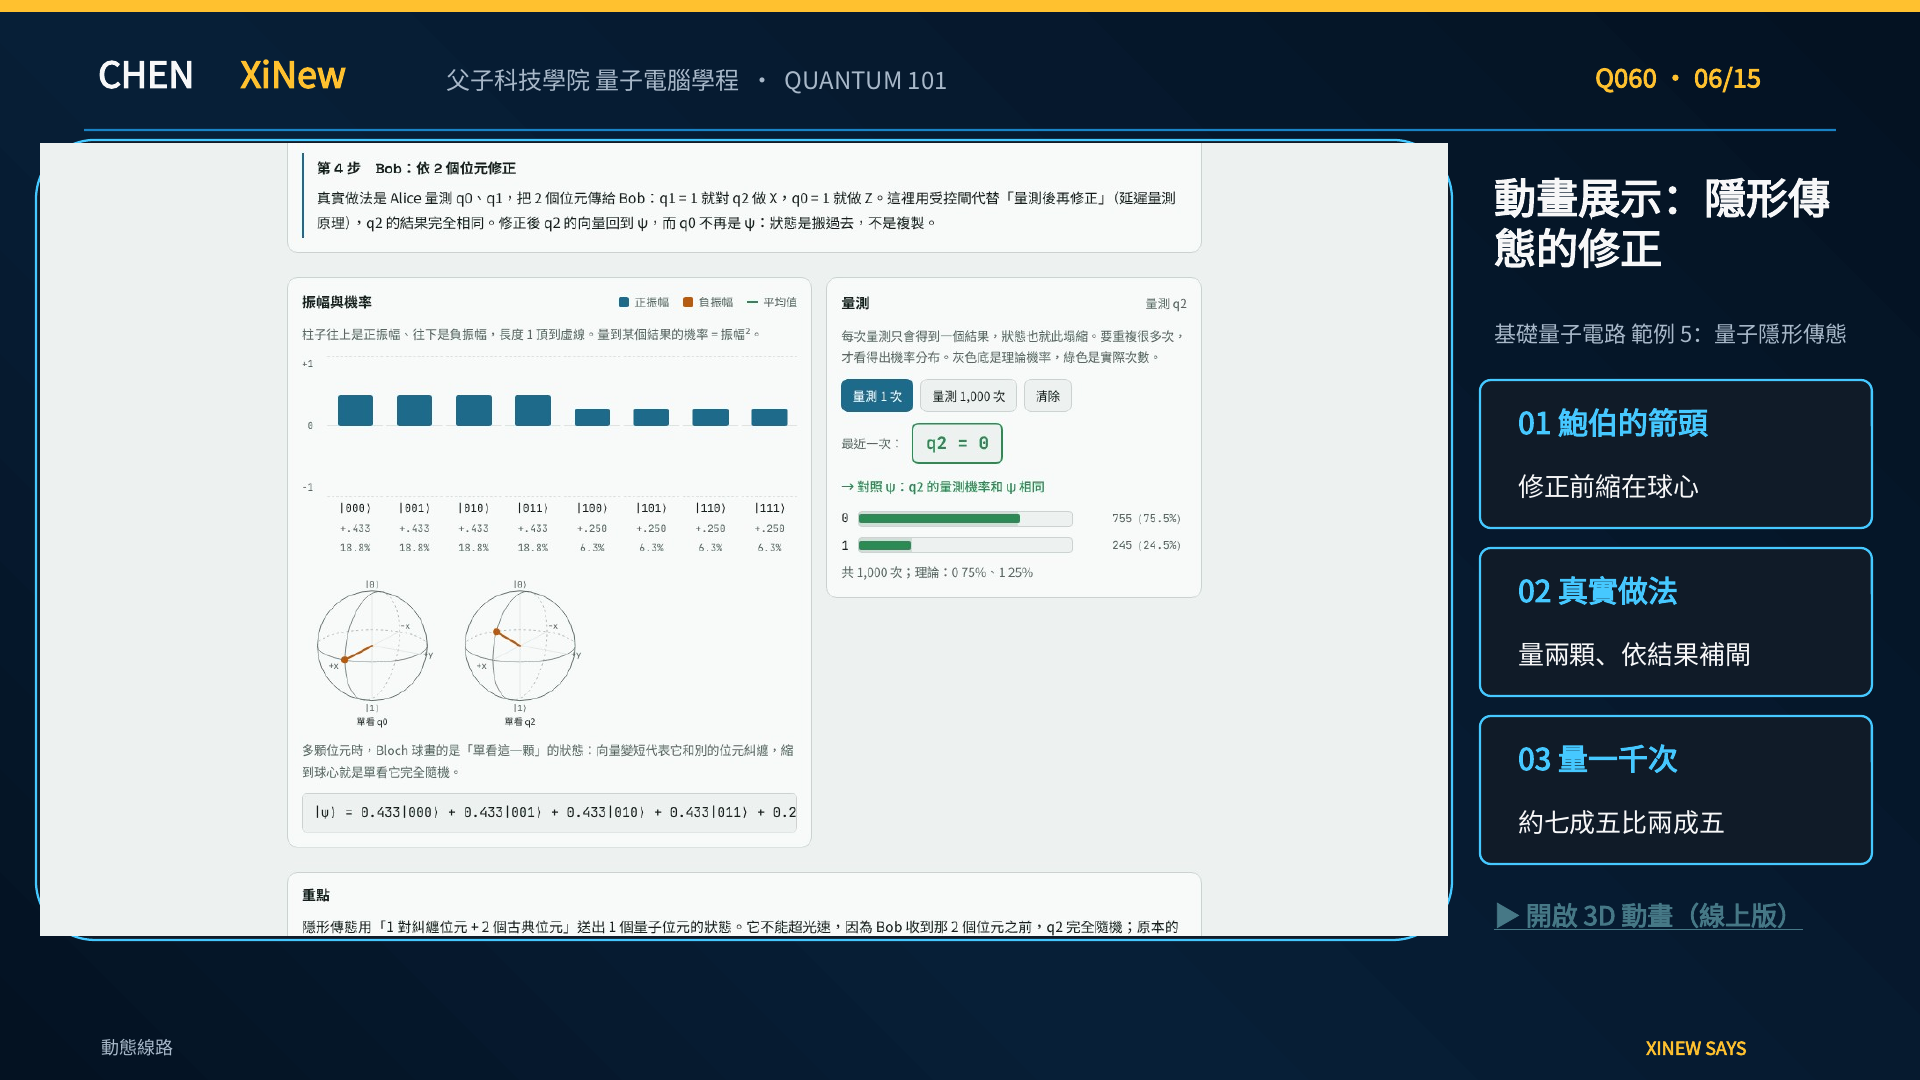 CHEN XiNew 父子科技學院 量子電腦學程 • QUANTUM 101 Q060 • 06/15
第 4 步 Bob：依 2 個位元修正
真實做法是 Alice 量測 q0、q1，把 2 個位元傳給 Bob：q1 = 1 就對 q2 做 X，q0 = 1 就做 Z。這裡用受控閘代替「量測後再修正」（延遲量測
原理），q2 的結果完全相同。修正後 q2 的向量回到 ψ，而 q0 不再是 ψ：狀態是搬過去，不是複製。
振幅與機率 正振幅 負振幅 平均值
柱子往上是正振幅、往下是負振幅，長度 1 頂到虛線。量到某個結果的機率 = 振幅²。
+1
0
-1
|000⟩ |001⟩ |010⟩ |011⟩ |100⟩ |101⟩ |110⟩ |111⟩
+.433 +.433 +.433 +.433 +.250 +.250 +.250 +.250
18.8% 18.8% 18.8% 18.8% 6.3% 6.3% 6.3% 6.3%
|0⟩ |0⟩
-X -X
+Y +Y
+X +X
|1⟩ |1⟩
單看 q0 單看 q2
多顆位元時，Bloch 球畫的是「單看這一顆」的狀態：向量變短代表它和別的位元糾纏，縮
到球心就是單看它完全隨機。
|ψ⟩ = 0.433|000⟩ + 0.433|001⟩ + 0.433|010⟩ + 0.433|011⟩ + 0.2
量測 量測 q2
每次量測只會得到一個結果，狀態也就此塌縮。要重複很多次，
才看得出機率分布。灰色底是理論機率，綠色是實際次數。
量測 1 次 量測 1,000 次 清除
最近一次： q2 = 0
→ 對照 ψ：q2 的量測機率和 ψ 相同
0 755 (75.5%)
1 245 (24.5%)
共 1,000 次；理論：0 75%、1 25%
重點
隱形傳態用「1 對糾纏位元 + 2 個古典位元」送出 1 個量子位元的狀態。它不能超光速，因為 Bob 收到那 2 個位元之前，q2 完全隨機；原本的
動畫展示：隱形傳
態的修正
基礎量子電路 範例 5：量子隱形傳態
01 鮑伯的箭頭
修正前縮在球心
02 真實做法
量兩顆、依結果補閘
03 量一千次
約七成五比兩成五
▶ 開啟 3D 動畫（線上版）
動態線路 XINEW SAYS